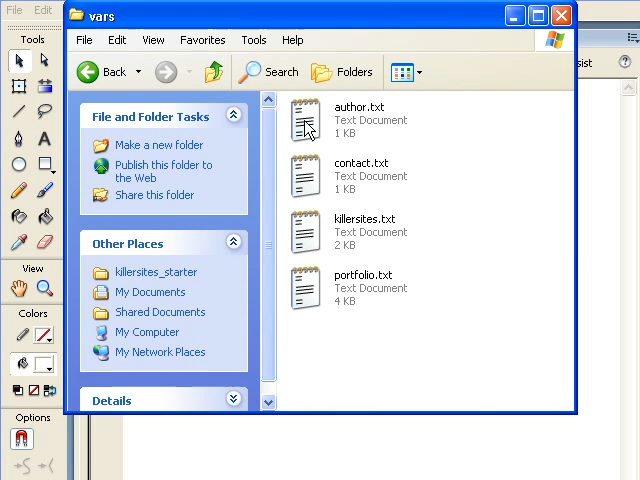 File Edit
vars
File Edit View Favorites Tools Help
Back Search Folders
Tools
View
Colors
Options
File and Folder Tasks
Make a new folder
Publish this folder to
the Web
Share this folder
Other Places
killersites_starter
My Documents
Shared Documents
My Computer
My Network Places
Details
author.txt
Text Document
1 KB
contact.txt
Text Document
1 KB
killersites.txt
Text Document
2 KB
portfolio.txt
Text Document
4 KB
sist